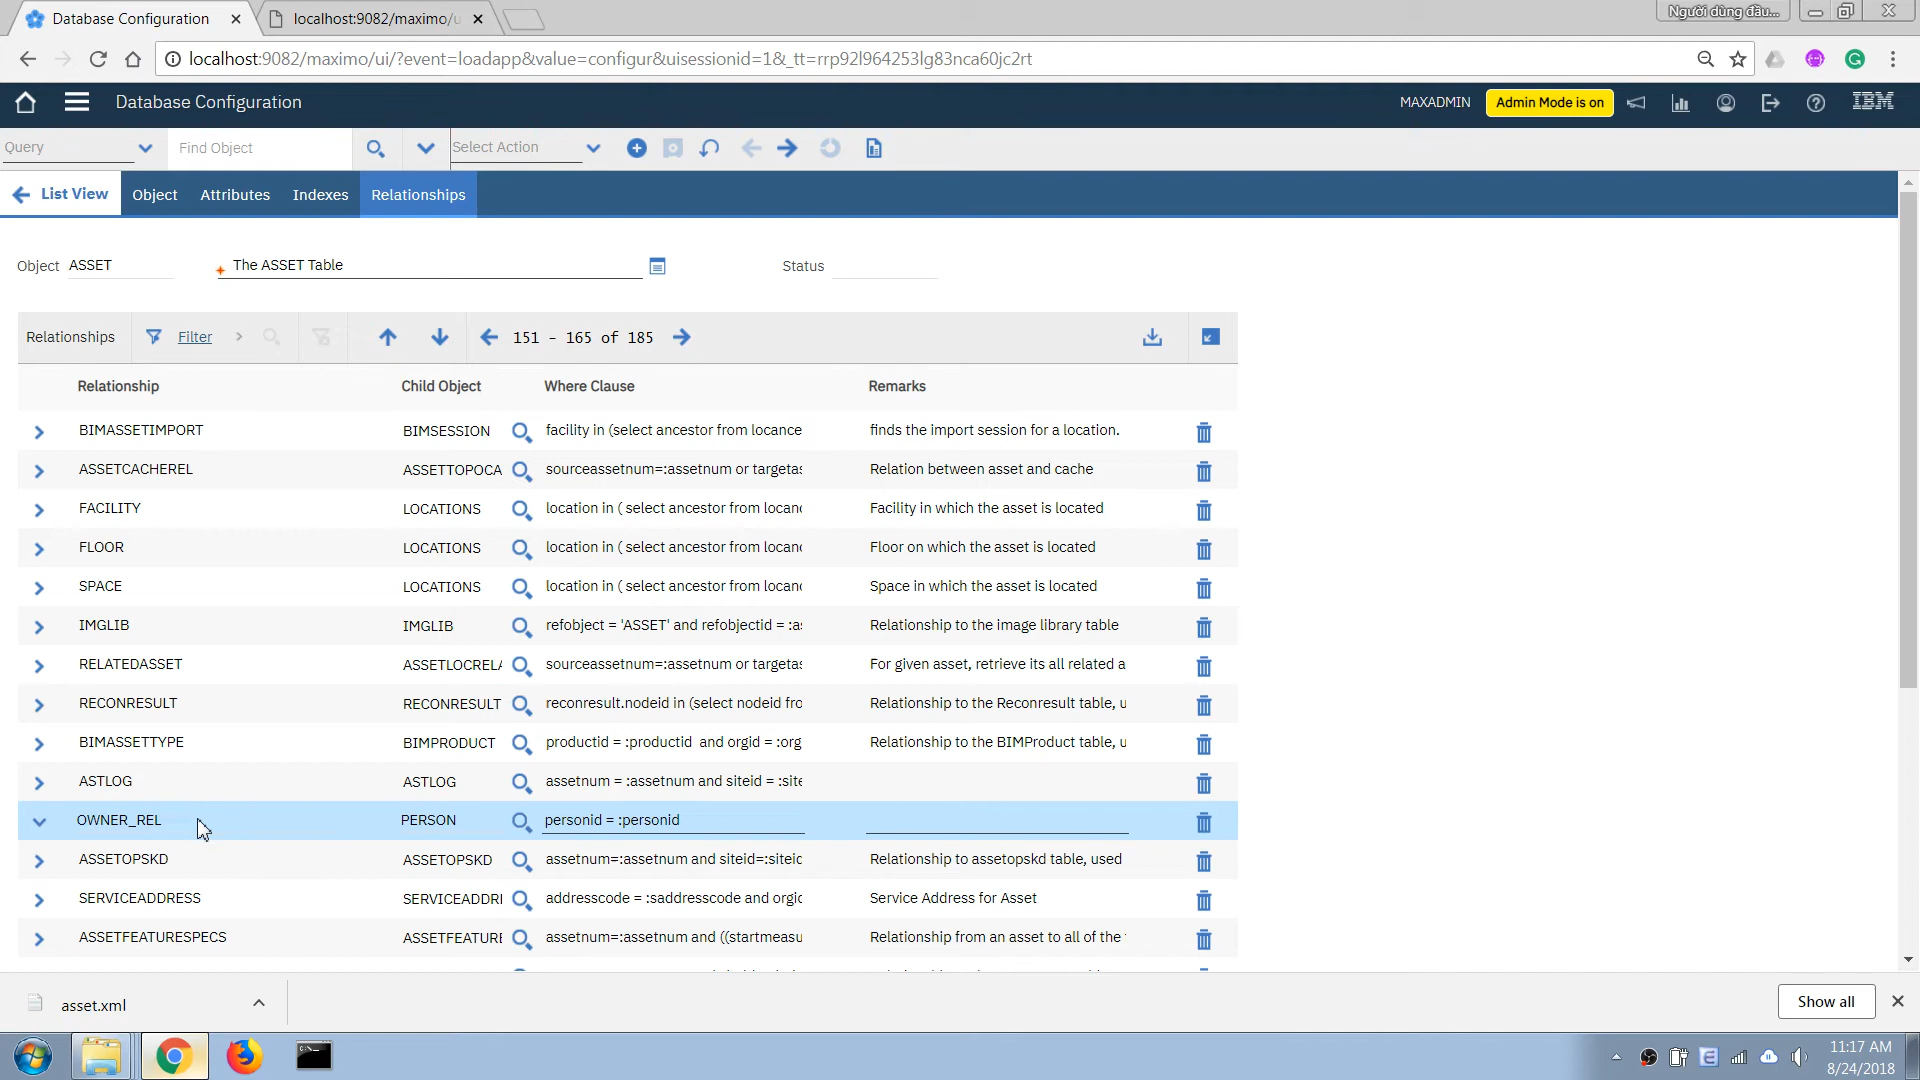 Database Configuration
localhost:9082/maximo/u
Người dùng đầu...
localhost:9082/maximo/ui/?event=loadapp&value=configur&uisessionid=1&_tt=rrp92l964253lg83nca60jc2rt
Database Configuration
MAXADMIN
Admin Mode is on
IBM
Query
Find Object
Select Action
List View
Object
Attributes
Indexes
Relationships
Object ASSET
The ASSET Table
Status
Relationships
Filter
151 - 165 of 185
Relationship Child Object Where Clause Remarks
BIMASSETIMPORT BIMSESSION facility in (select ancestor from locance finds the import session for a location.
ASSETCACHEREL ASSETTOPOCA sourceassetnum=:assetnum or targetas Relation between asset and cache
FACILITY LOCATIONS location in ( select ancestor from locanc Facility in which the asset is located
FLOOR LOCATIONS location in ( select ancestor from locanc Floor on which the asset is located
SPACE LOCATIONS location in ( select ancestor from locanc Space in which the asset is located
IMGLIB IMGLIB refobject = 'ASSET' and refobjectid = :as Relationship to the image library table
RELATEDASSET ASSETLOCRELA sourceassetnum=:assetnum or targetas For given asset, retrieve its all related a
RECONRESULT RECONRESULT reconresult.nodeid in (select nodeid fro Relationship to the Reconresult table, u
BIMASSETTYPE BIMPRODUCT productid = :productid and orgid = :org Relationship to the BIMProduct table, u
ASTLOG ASTLOG assetnum = :assetnum and siteid = :site
OWNER_REL PERSON personid = :personid
ASSETOPSKD ASSETOPSKD assetnum=:assetnum and siteid=:siteid Relationship to assetopskd table, used
SERVICEADDRESS SERVICEADDRI addresscode = :saddresscode and orgic Service Address for Asset
ASSETFEATURESPECS ASSETFEATURE assetnum=:assetnum and ((startmeasu Relationship from an asset to all of the
asset.xml
Show all
11:17 AM
8/24/2018